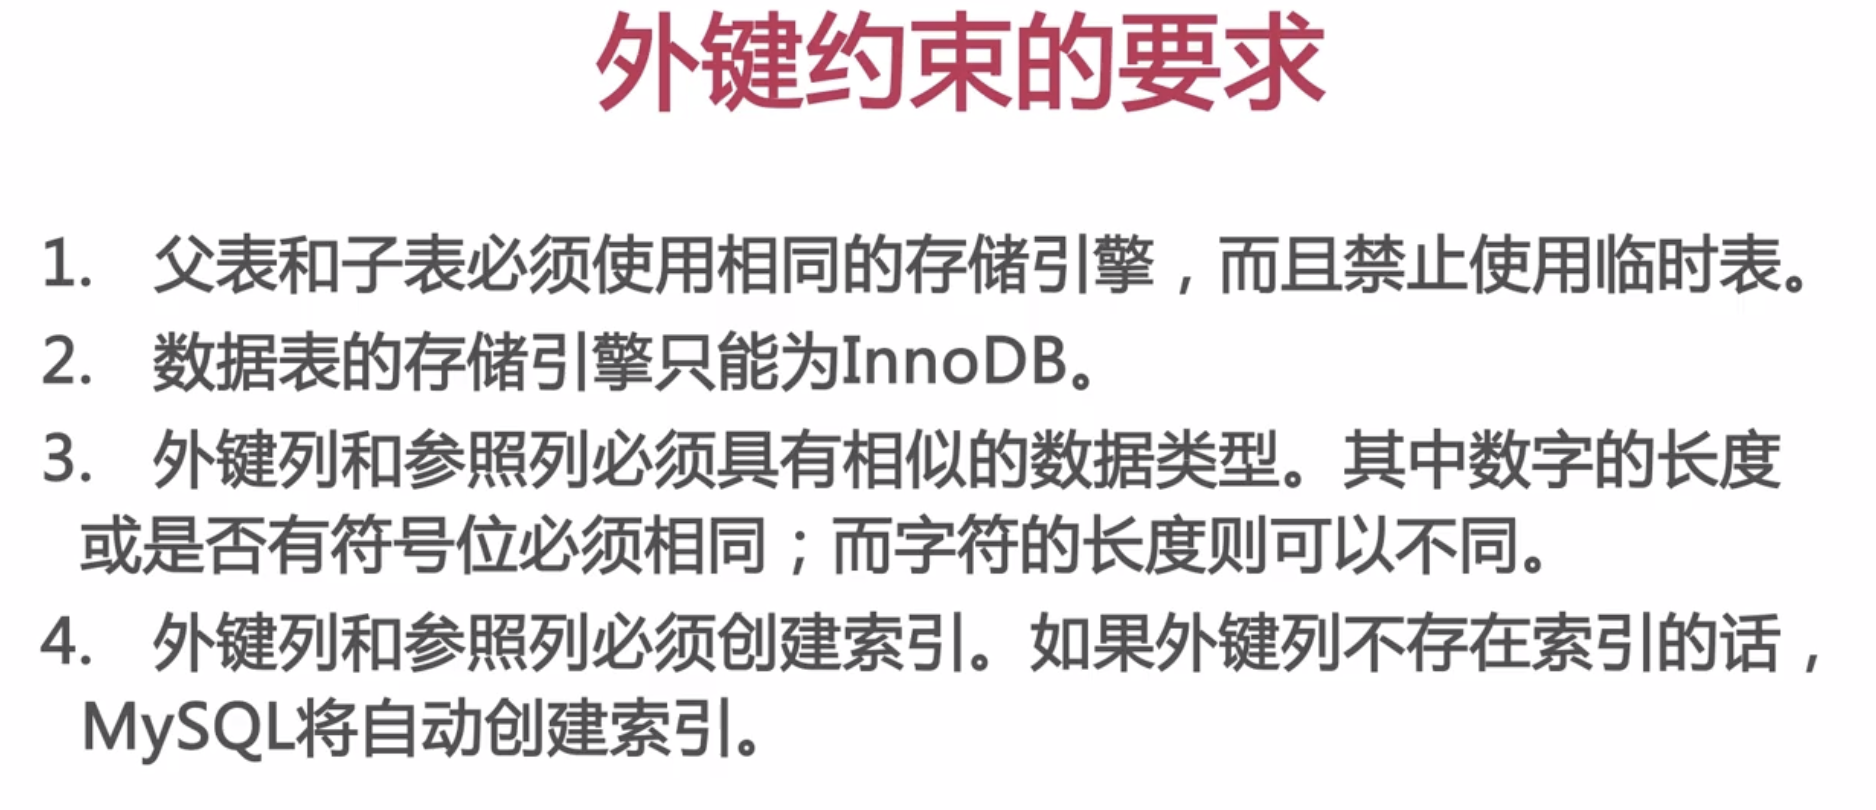 外键约束的要求
1. 父表和子表必须使用相同的存储引擎，而且禁止使用临时表。
2. 数据表的存储引擎只能为InnoDB。
3. 外键列和参照列必须具有相似的数据类型。其中数字的长度
或是否有符号位必须相同；而字符的长度则可以不同。
4. 外键列和参照列必须创建索引。如果外键列不存在索引的话，
MySQL将自动创建索引。